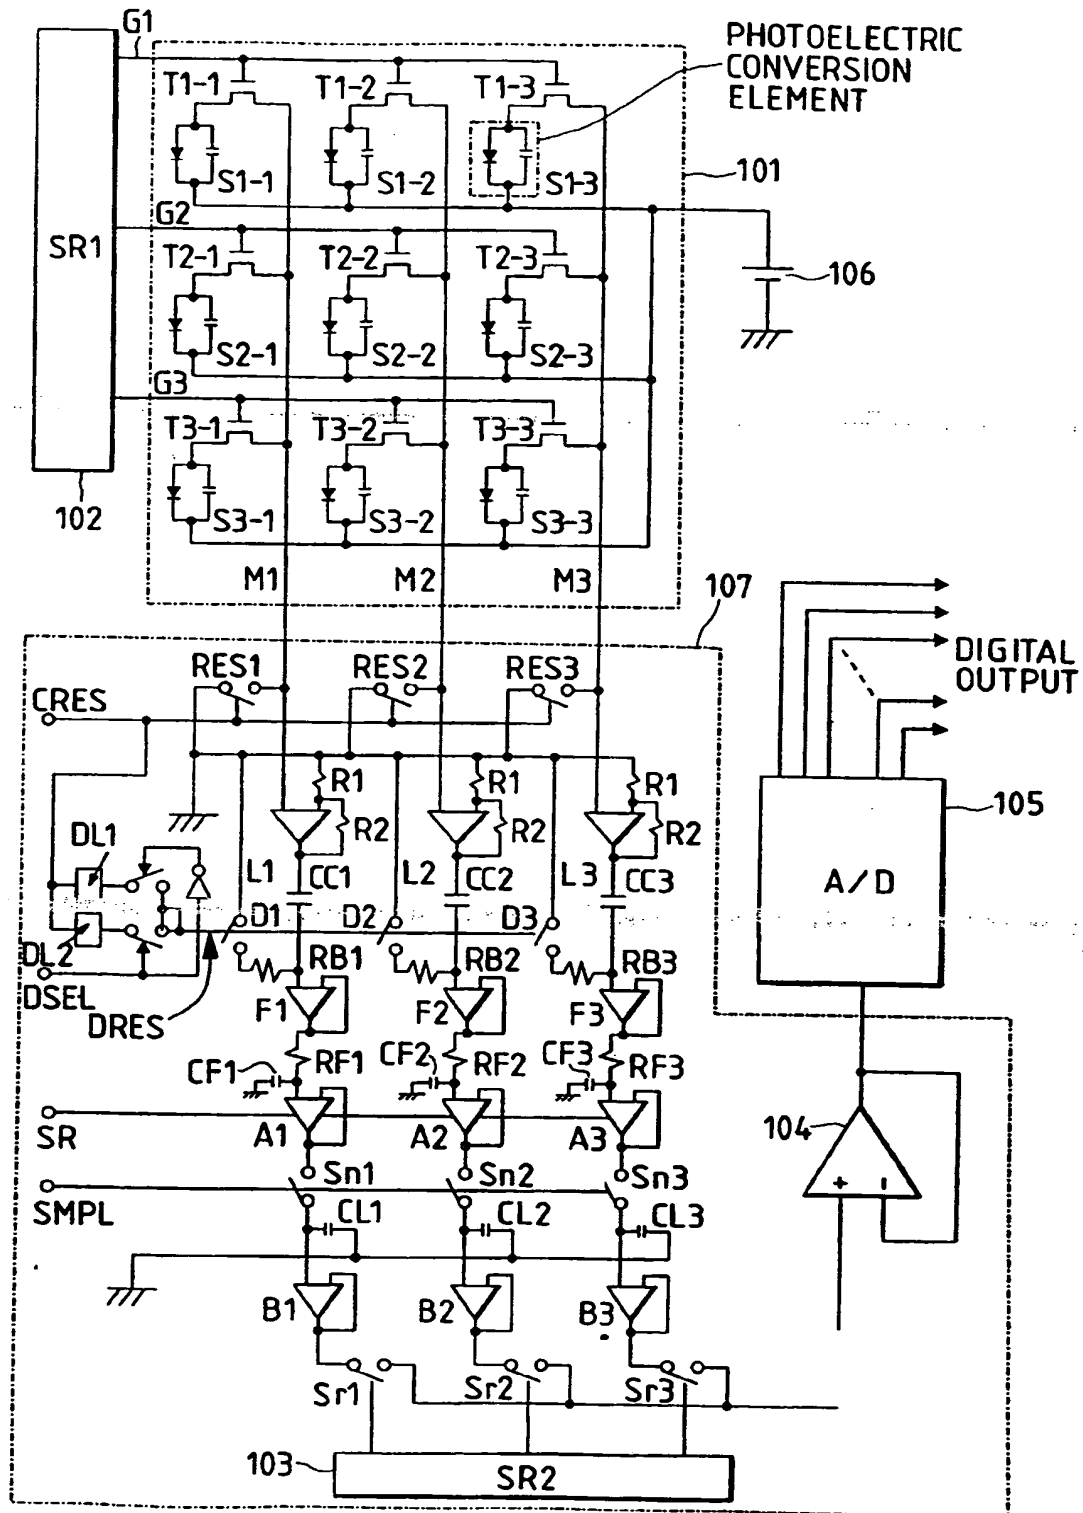 G1
PHOTOELECTRIC
CONVERSION
ELEMENT
T1-1
T1-2
T1-3
S1-1
S1-2
S1-3
101
SR1
G2
T2-1
T2-2
T2-3
106
S2-1
S2-2
S2-3
G3
T3-1
T3-2
T3-3
102
S3-1
S3-2
S3-3
M1
M2
M3
107
DIGITAL
OUTPUT
RES1
RES2
RES3
CRES
R1
R1
R1
R2
R2
R2
105
A/D
DL1
L1
CC1
L2
CC2
L3
CC3
D1
D2
D3
DL2
RB1
RB2
RB3
DSEL
DRES
F1
F2
F3
CF1
RF1
CF2
RF2
CF3
RF3
SR
A1
A2
A3
104
+
-
Sn1
Sn2
Sn3
SMPL
CL1
CL2
CL3
B1
B2
B3
Sr1
Sr2
Sr3
103
SR2